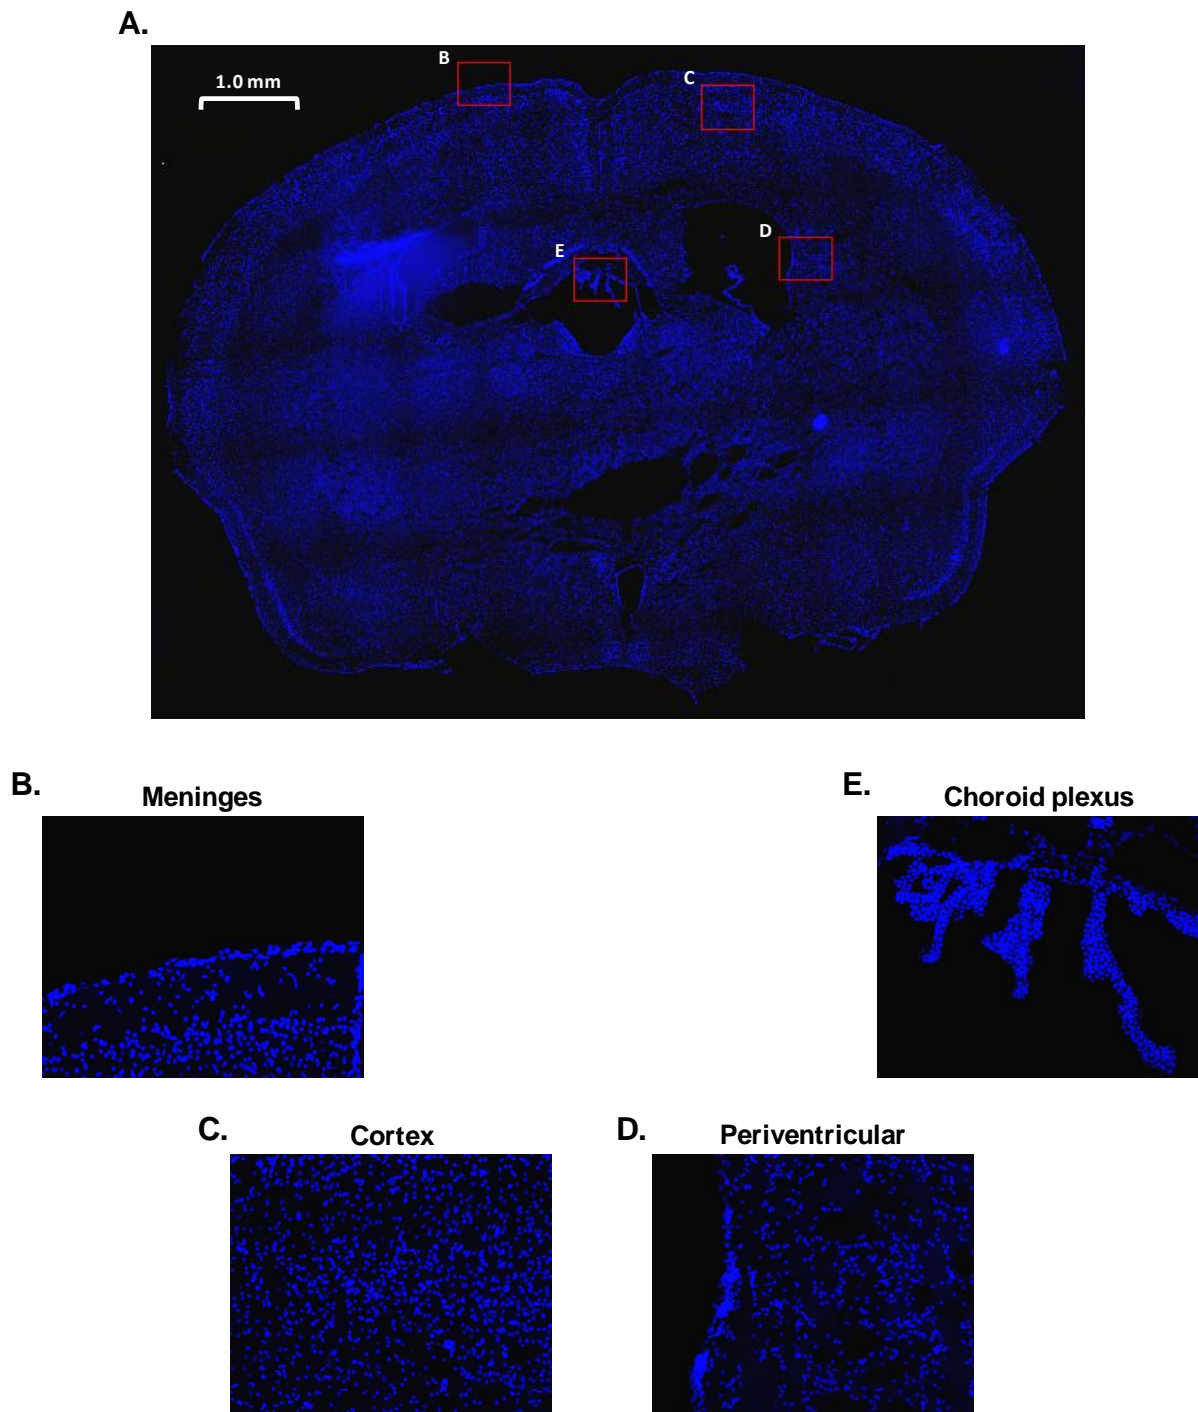 A.
B
1.0 mm
C
D
E
B.
Meninges
E.
Choroid plexus
C.
Cortex
D.
Periventricular